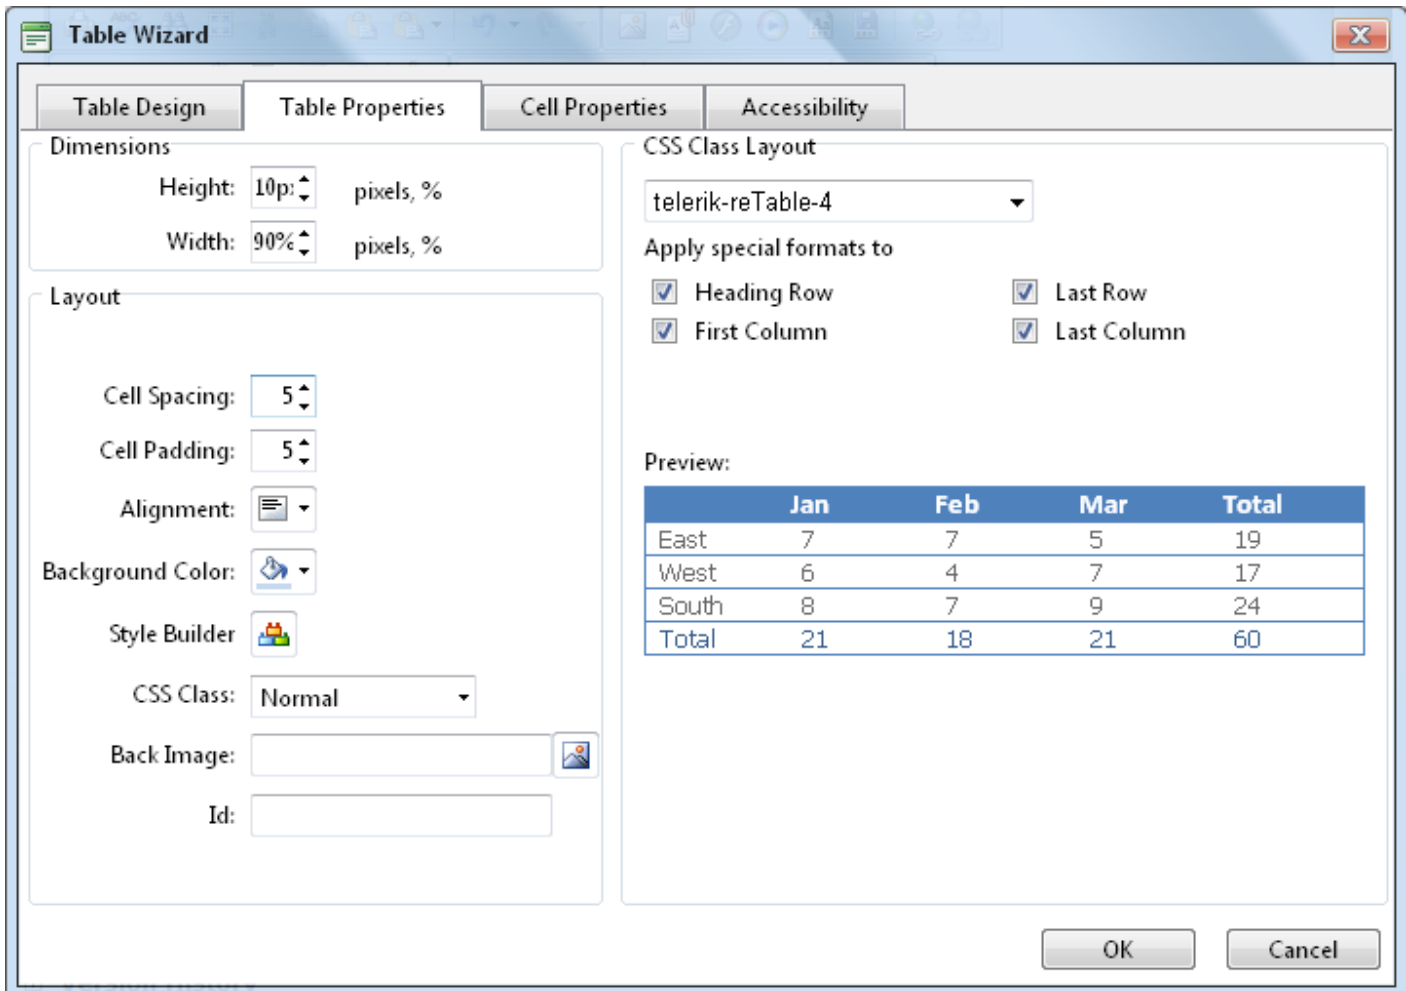 Table Wizard
Table Design Table Properties Cell Properties Accessibility
Dimensions
Height: 10p: pixels, %
Width: 90% pixels, %
Layout
Cell Spacing: 5
Cell Padding: 5
Alignment:
Background Color:
Style Builder
CSS Class: Normal
Back Image:
Id:
CSS Class Layout
telerik-reTable-4
Apply special formats to
Heading Row Last Row
First Column Last Column
Preview:
Jan Feb Mar Total
East 7 7 5 19
West 6 4 7 17
South 8 7 9 24
Total 21 18 21 60
OK Cancel